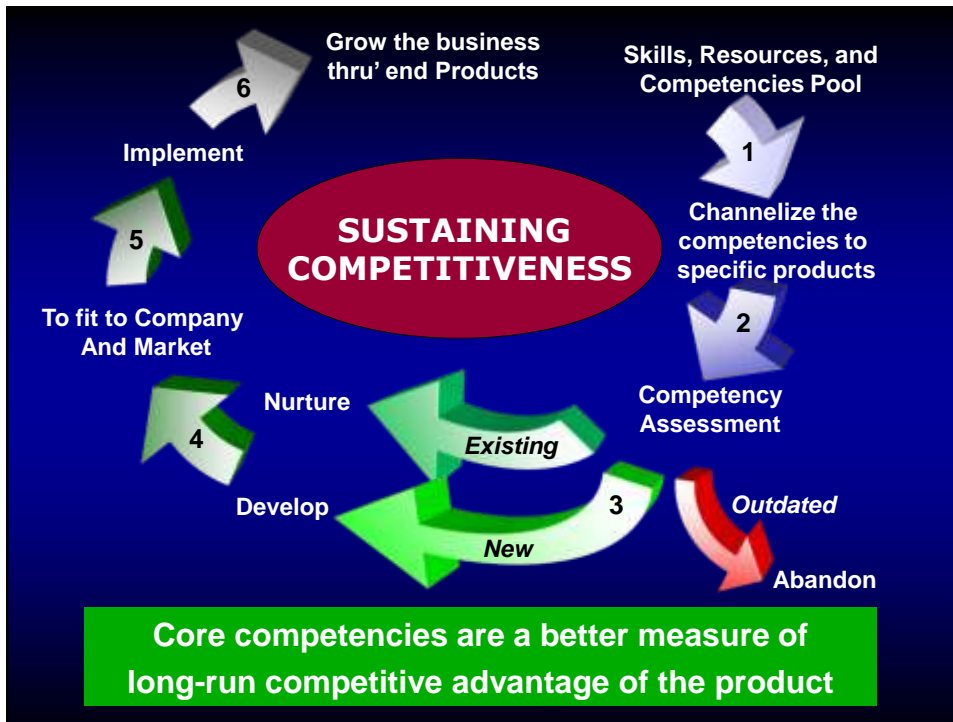 Skills, Resources, and
Competencies Pool
1
Channelize the
competencies to
specific products
2
Competency
Assessment
3
Outdated
Abandon
Existing
Nurture
New
Develop
4
To fit to Company
And Market
5
Implement
6
Grow the business
thru’ end Products
SUSTAINING
COMPETITIVENESS
Core competencies are a better measure of
long-run competitive advantage of the product